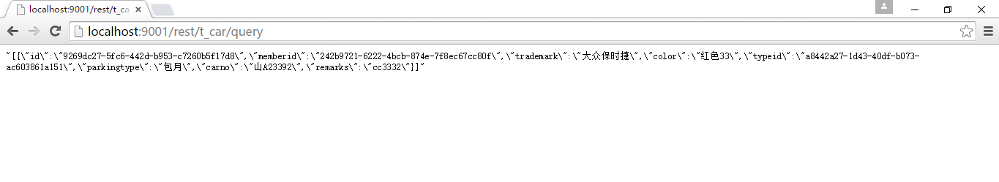 localhost:9001/rest/t_ca
localhost:9001/rest/t_car/query
"[{\"id\":\"9269dc27-5fc6-442d-b953-c7260b5f17d8\",\"memberid\":\"242b9721-6222-4bcb-874e-7f8ec67cc80f\",\"trademark\":\"大众保时捷\",\"color\":\"红色33\",\"typeid\":\"a8442a27-1d43-40df-b073-
ac603861a151\",\"parkingtype\":\"包月\",\"carno\":\"山A23392\",\"remarks\":\"cc3332\"}]"